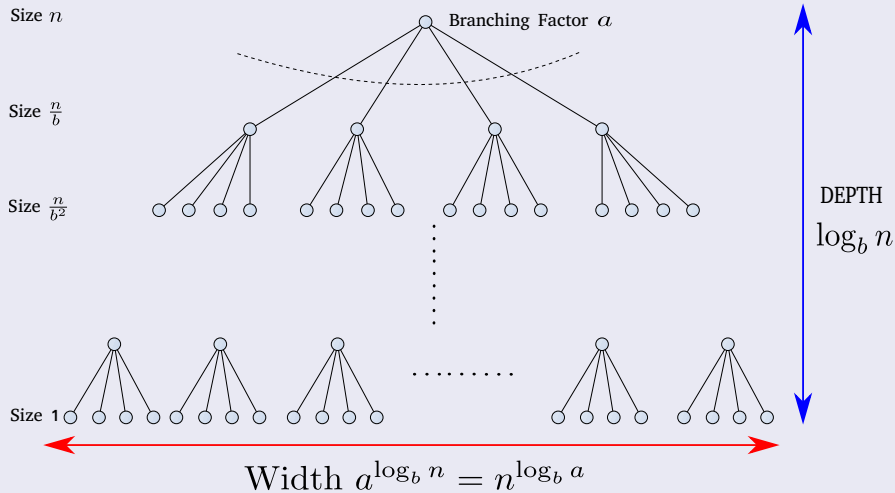 Size n
Branching Factor a
Size n/b
Size n/b²
DEPTH
log_b n
Size 1
Width a^{log_b n} = n^{log_b a}